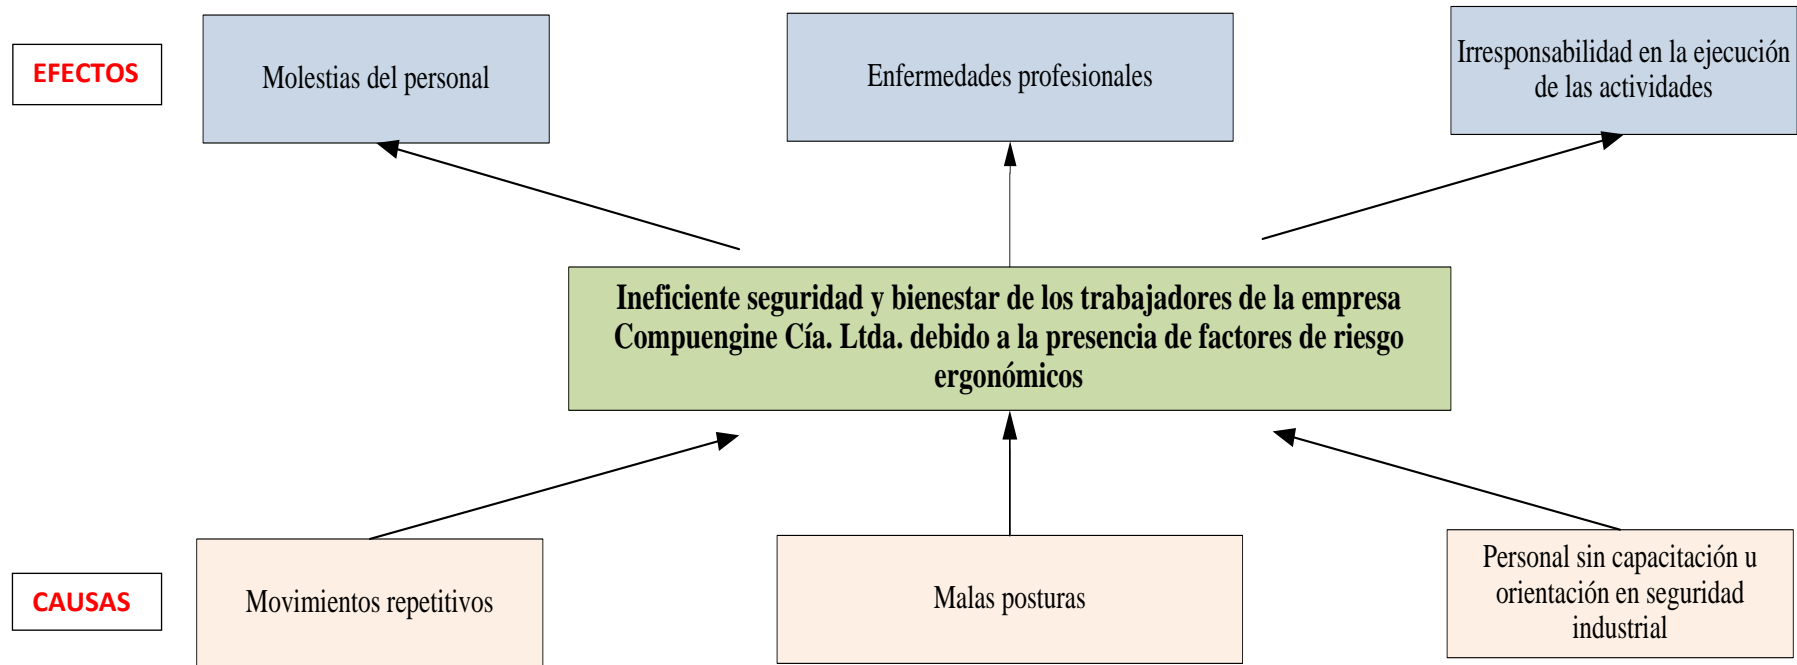 EFECTOS
Molestias del personal
Enfermedades profesionales
Irresponsabilidad en la ejecución
de las actividades
Ineficiente seguridad y bienestar de los trabajadores de la empresa
Compuengine Cía. Ltda. debido a la presencia de factores de riesgo
ergonómicos
CAUSAS
Movimientos repetitivos
Malas posturas
Personal sin capacitación u
orientación en seguridad
industrial